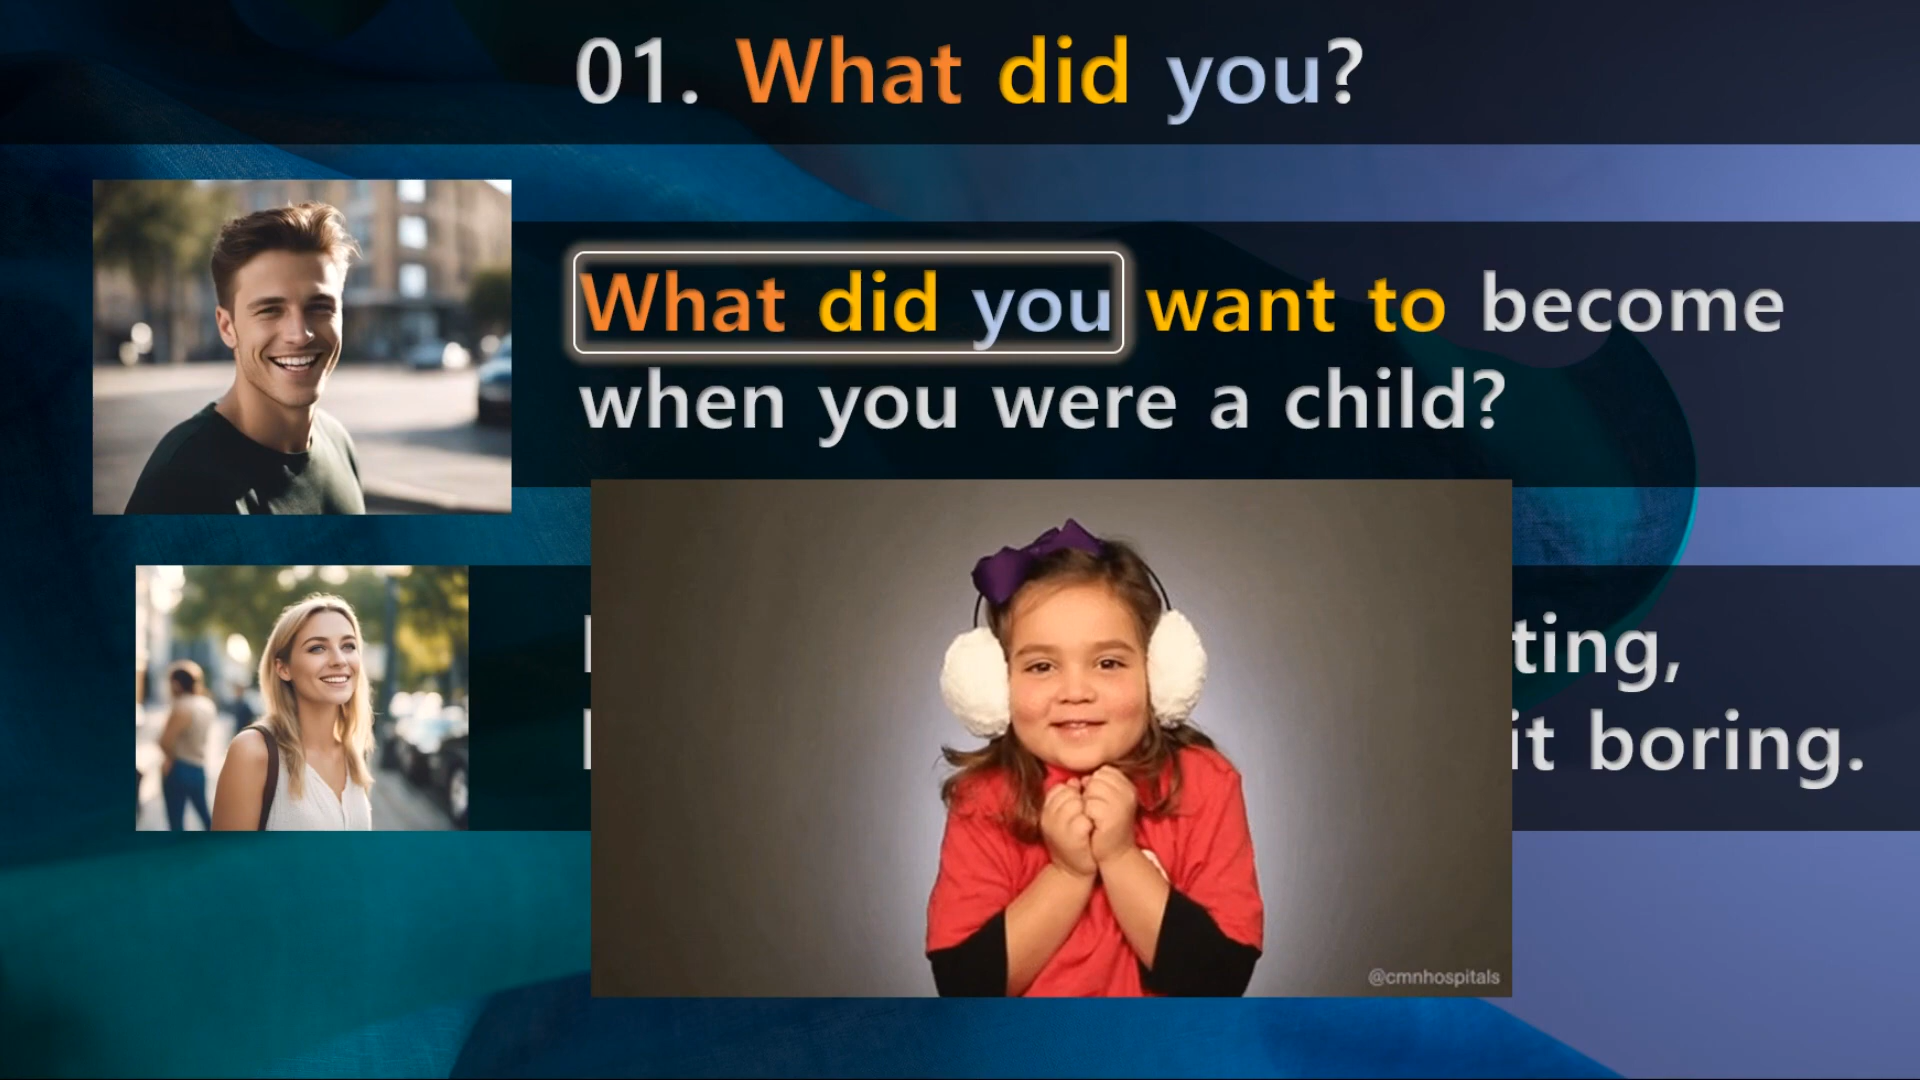 01. What did you?
What did you want to become
when you were a child?
ting,
it boring.
@cmnhospitals